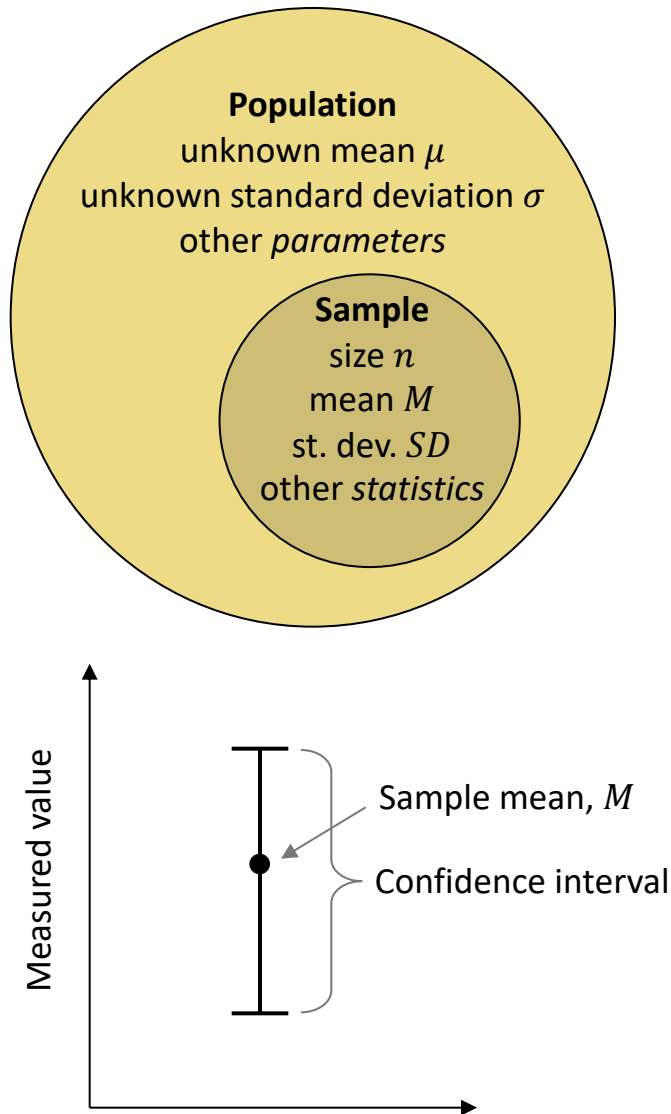 Population
unknown mean μ
unknown standard deviation σ
other parameters
Sample
size n
mean M
st. dev. SD
other statistics
Measured value
Sample mean, M
Confidence interval